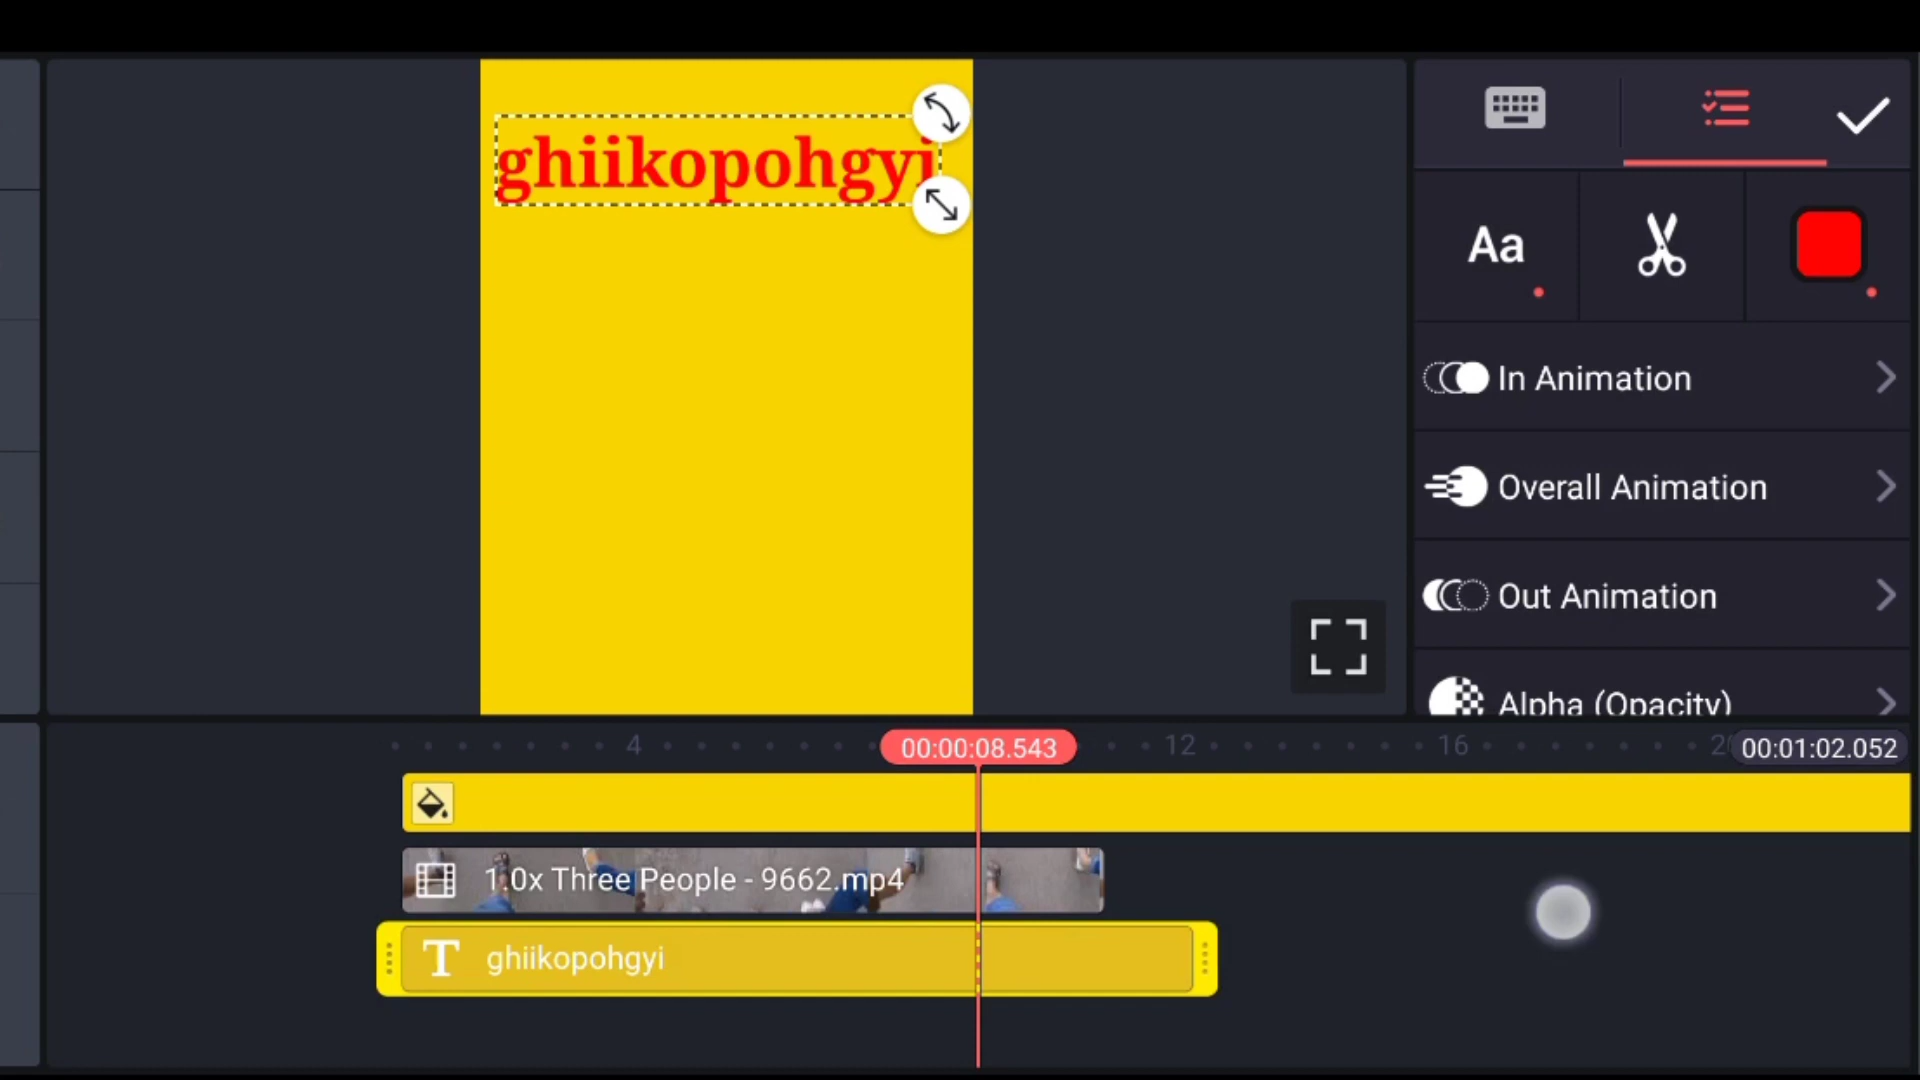 ghiikopohgyi
Aa
In Animation
Overall Animation
Out Animation
Alpha (Opacity)
4
00:00:08.543
12
16
00:01:02.052
1.0x Three People - 9662.mp4
T ghiikopohgyi